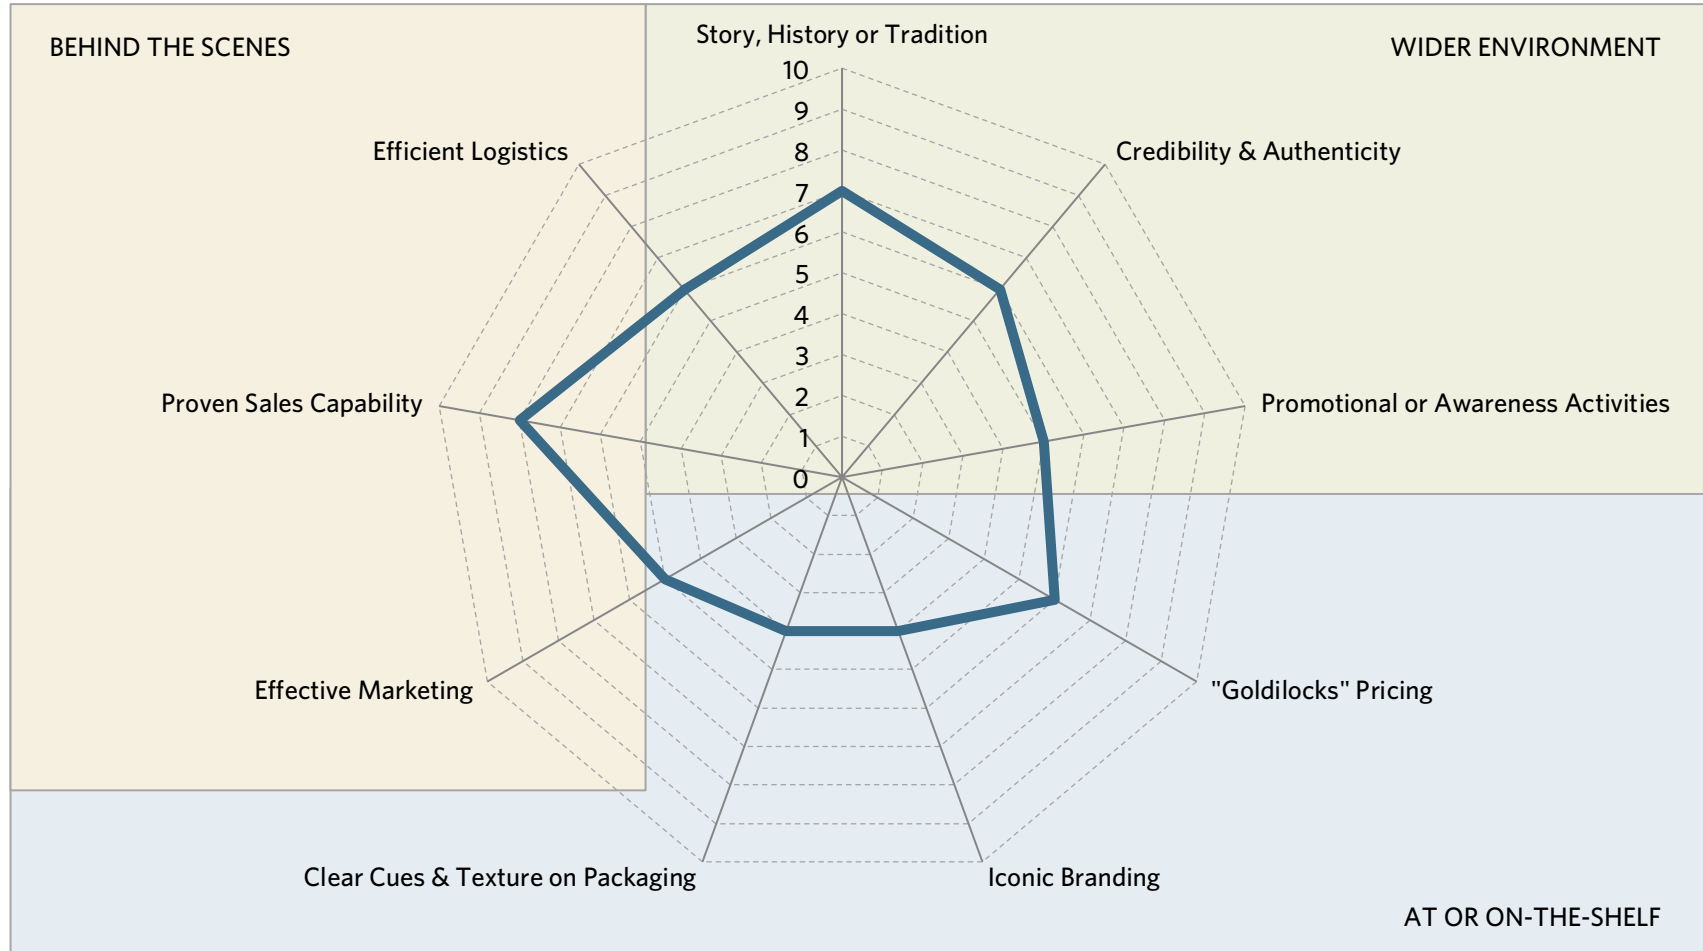 BEHIND THE SCENES
Story, History or Tradition
WIDER ENVIRONMENT
10
9
8
7
6
5
4
3
2
1
0
Efficient Logistics
Credibility & Authenticity
Proven Sales Capability
Promotional or Awareness Activities
Effective Marketing
"Goldilocks" Pricing
Clear Cues & Texture on Packaging
Iconic Branding
AT OR ON-THE-SHELF